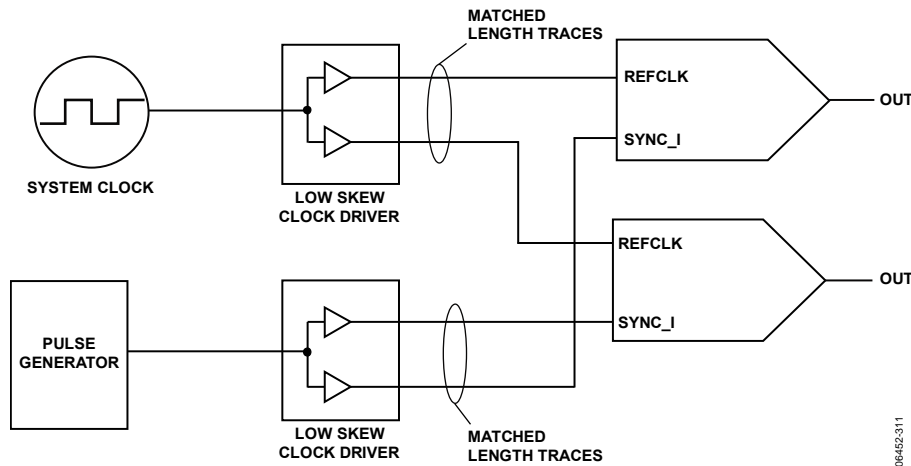 MATCHED
LENGTH TRACES
REFCLK
OUT
SYNC_I
SYSTEM CLOCK
LOW SKEW
CLOCK DRIVER
REFCLK
OUT
SYNC_I
PULSE
GENERATOR
LOW SKEW
CLOCK DRIVER
MATCHED
LENGTH TRACES
06452-311